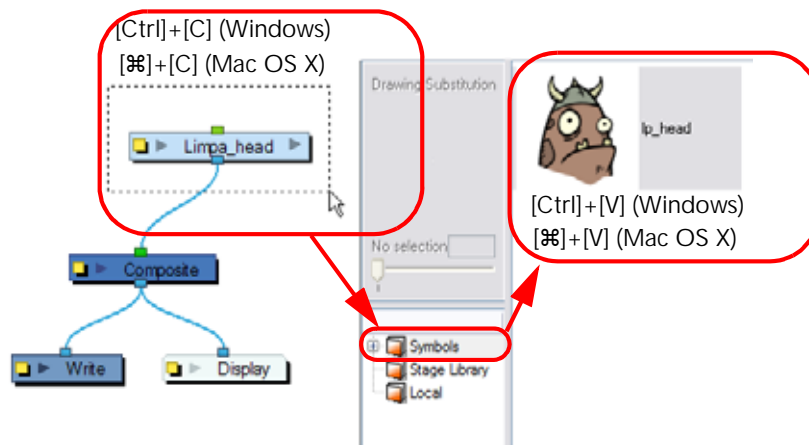 [Ctrl]+[C] (Windows)
[⌘]+[C] (Mac OS X)
Limpa_head
Composite
Write
Display
Drawing Substitution
No selection
Symbols
Stage Library
Local
lp_head
[Ctrl]+[V] (Windows)
[⌘]+[V] (Mac OS X)